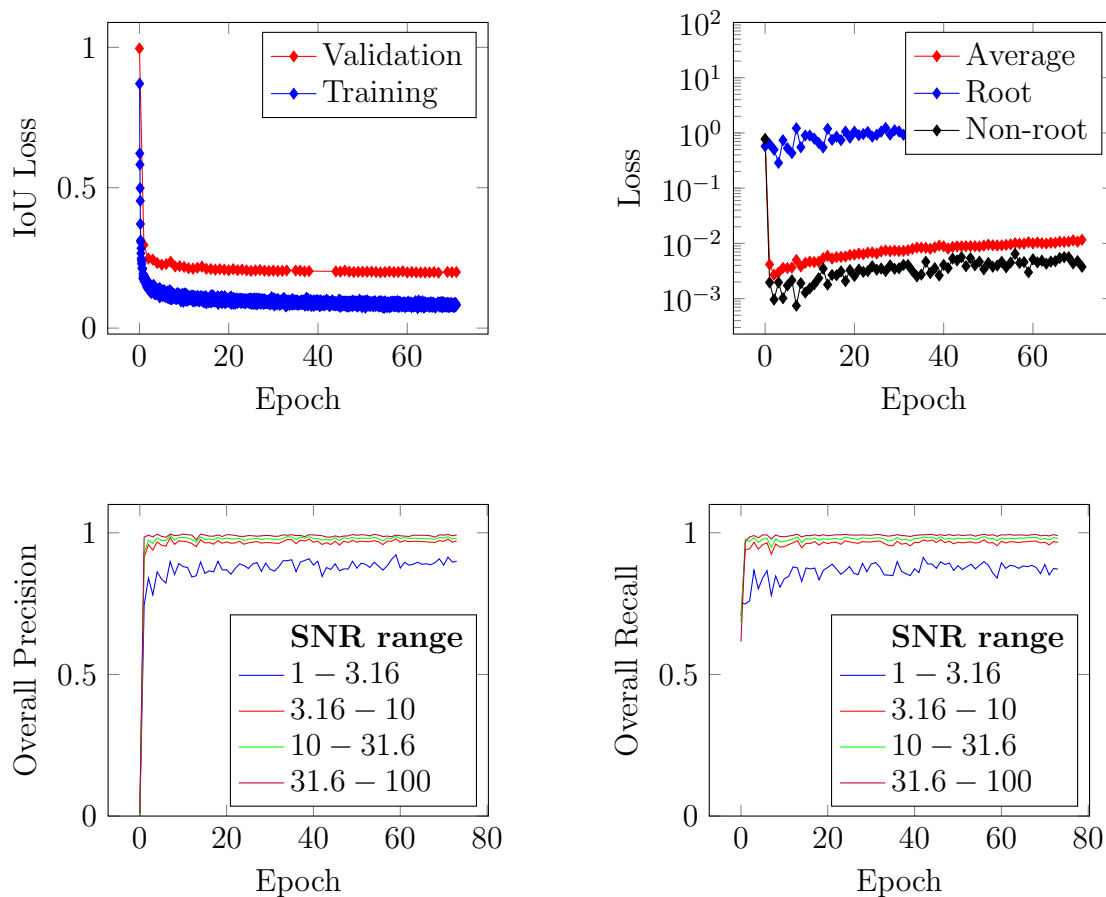 1
0.5
0
IoU Loss
Validation
Training
0 20 40 60
Epoch
10^2
10^1
10^0
10^−1
10^−2
10^−3
Loss
Average
Root
Non-root
0 20 40 60
Epoch
1
0.5
0
Overall Precision
SNR range
1 − 3.16
3.16 − 10
10 − 31.6
31.6 − 100
0 20 40 60 80
Epoch
1
0.5
0
Overall Recall
SNR range
1 − 3.16
3.16 − 10
10 − 31.6
31.6 − 100
0 20 40 60 80
Epoch